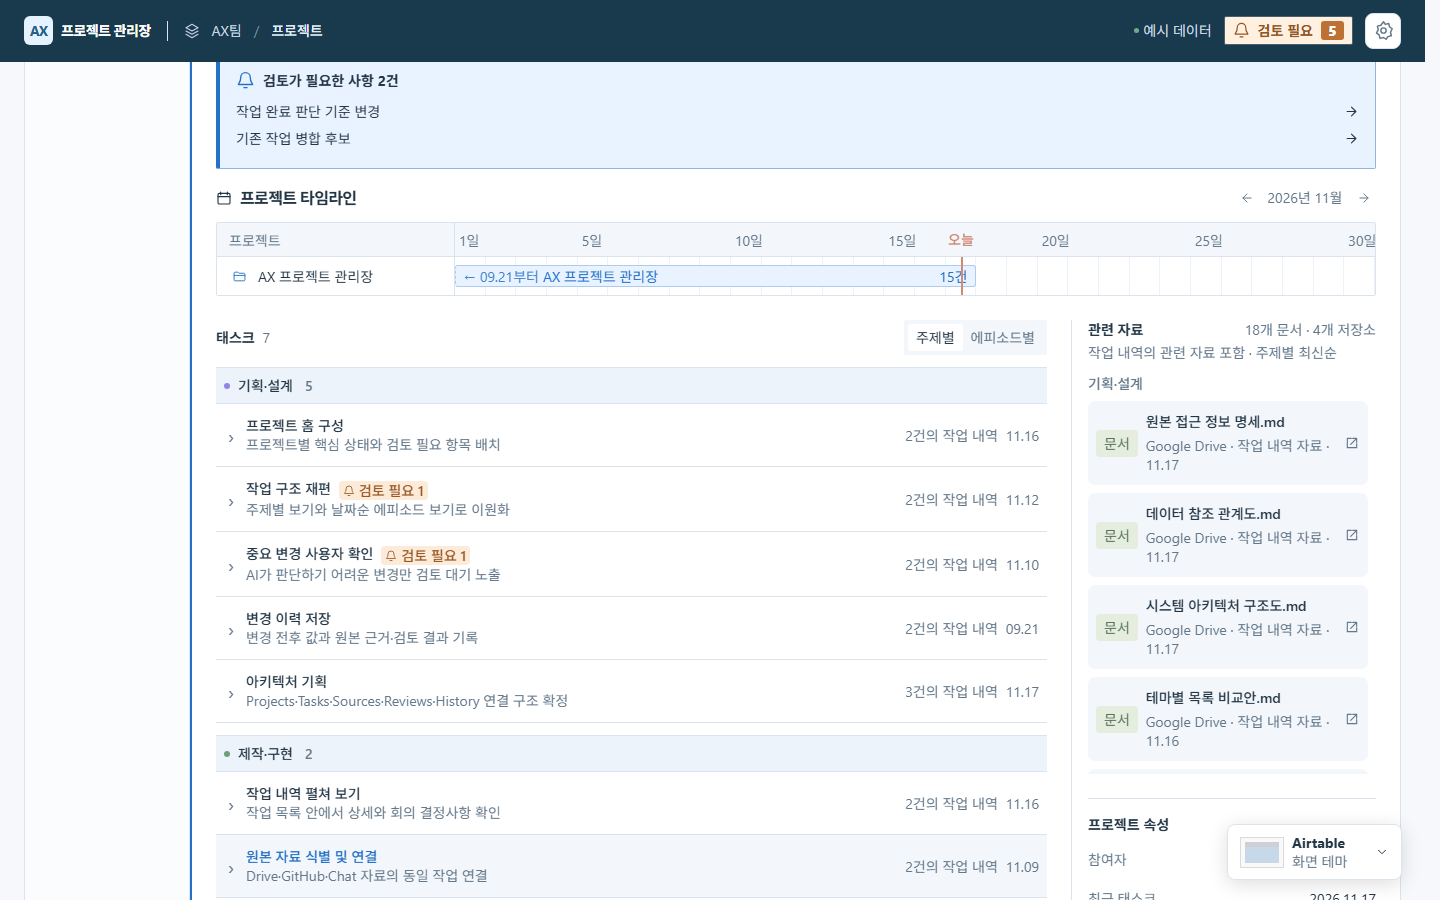 AX 프로젝트 관리장 AX팀 / 프로젝트 예시 데이터 검토 필요 5
검토가 필요한 사항 2건
작업 완료 판단 기준 변경
기존 작업 병합 후보
프로젝트 타임라인 2026년 11월
프로젝트 1일 5일 10일 15일 오늘 20일 25일 30일
AX 프로젝트 관리장 ← 09.21부터 AX 프로젝트 관리장 15건
태스크 7 주제별 에피소드별
기획·설계 5
프로젝트 홈 구성
프로젝트별 핵심 상태와 검토 필요 항목 배치
2건의 작업 내역 11.16
작업 구조 재편 검토 필요 1
주제별 보기와 날짜순 에피소드 보기로 이원화
2건의 작업 내역 11.12
중요 변경 사용자 확인 검토 필요 1
AI가 판단하기 어려운 변경만 검토 대기 노출
2건의 작업 내역 11.10
변경 이력 저장
변경 전후 값과 원본 근거·검토 결과 기록
2건의 작업 내역 09.21
아키텍처 기획
Projects·Tasks·Sources·Reviews·History 연결 구조 확정
3건의 작업 내역 11.17
제작·구현 2
작업 내역 펼쳐 보기
작업 목록 안에서 상세와 회의 결정사항 확인
2건의 작업 내역 11.16
원본 자료 식별 및 연결
Drive·GitHub·Chat 자료의 동일 작업 연결
2건의 작업 내역 11.09
관련 자료 18개 문서 · 4개 저장소
작업 내역의 관련 자료 포함 · 주제별 최신순
기획·설계
문서
원본 접근 정보 명세.md
Google Drive · 작업 내역 자료 ·
11.17
문서
데이터 참조 관계도.md
Google Drive · 작업 내역 자료 ·
11.17
문서
시스템 아키텍처 구조도.md
Google Drive · 작업 내역 자료 ·
11.17
문서
테마별 목록 비교안.md
Google Drive · 작업 내역 자료 ·
11.16
프로젝트 속성
참여자
최근 태스크 2026.11.17
Airtable
화면 테마